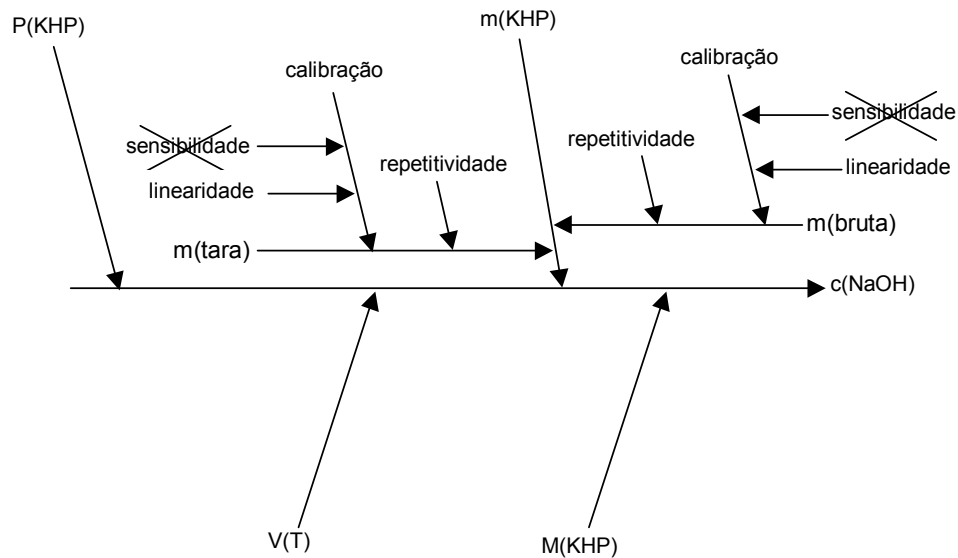 P(KHP)
m(KHP)
calibração
calibração
sensibilidade
sensibilidade
repetitividade
repetitividade
linearidade
linearidade
m(tara)
m(bruta)
c(NaOH)
V(T)
M(KHP)